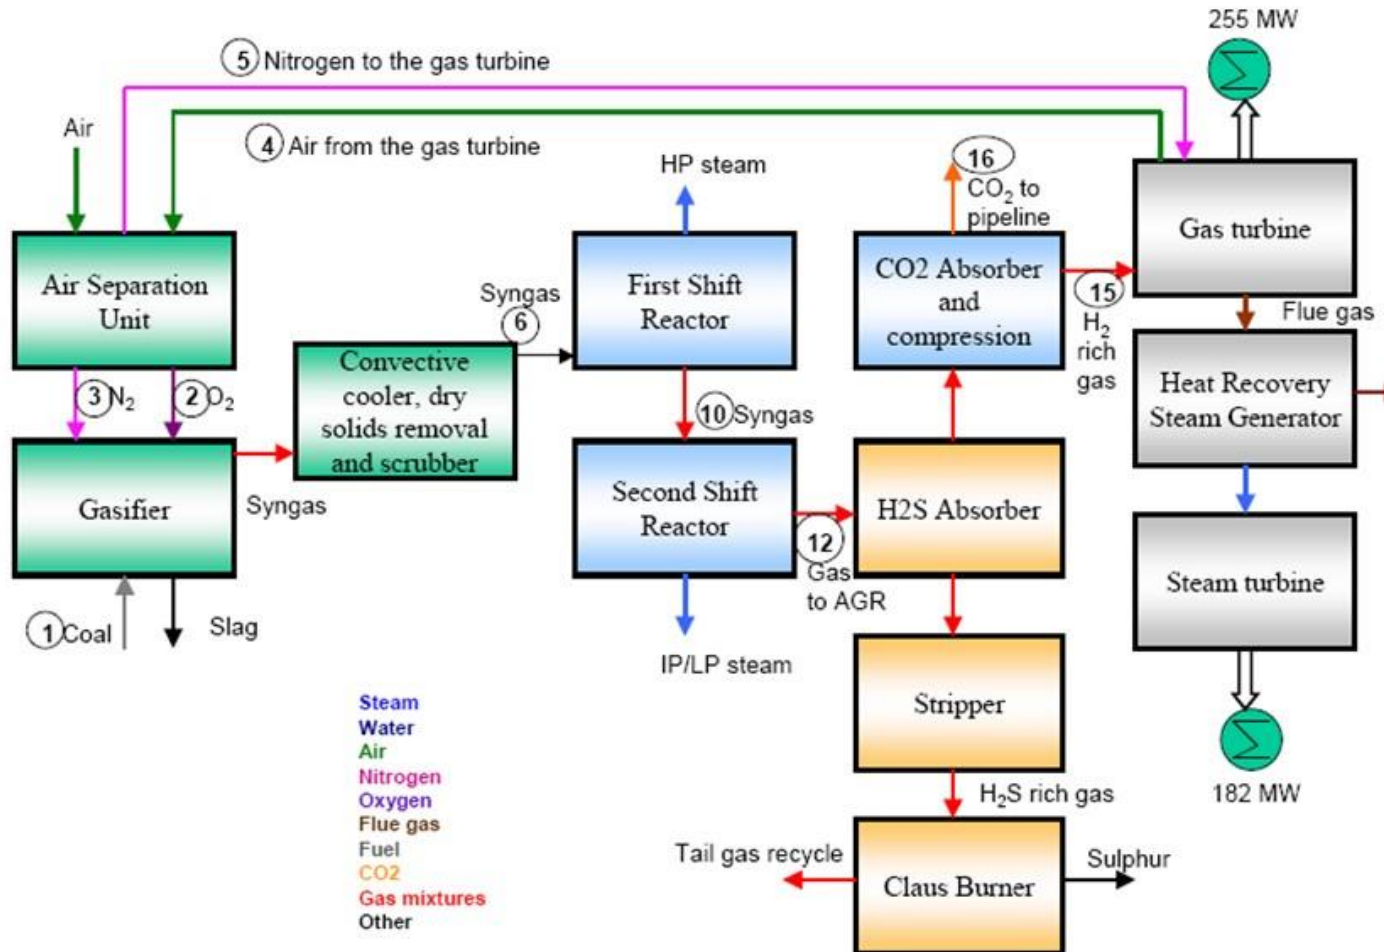 255 MW
5 Nitrogen to the gas turbine
Air
4 Air from the gas turbine
HP steam
16
CO₂ to
pipeline
Air Separation
Unit
First Shift
Reactor
CO2 Absorber
and
compression
Gas turbine
Syngas
6
15
H₂
rich
gas
Flue gas
Convective
cooler, dry
solids removal
and scrubber
3 N₂
2 O₂
10 Syngas
Heat Recovery
Steam Generator
Gasifier
Syngas
Second Shift
Reactor
12
Gas
to AGR
H2S Absorber
Steam turbine
1 Coal
Slag
IP/LP steam
Stripper
182 MW
H₂S rich gas
Steam
Water
Air
Nitrogen
Oxygen
Flue gas
Fuel
CO2
Gas mixtures
Other
Tail gas recycle
Claus Burner
Sulphur